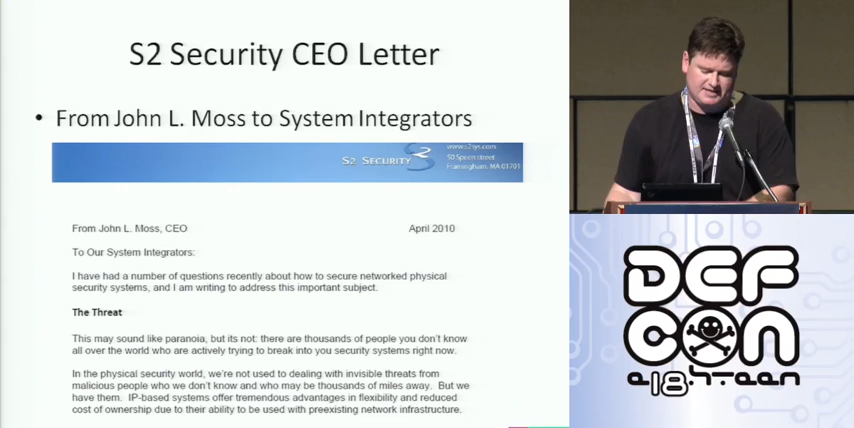 S2 Security CEO Letter
• From John L. Moss to System Integrators
S2 SECURITY
www.s2sys.com
50 Speen street
Framingham, MA 01701
From John L. Moss, CEO April 2010
To Our System Integrators:
I have had a number of questions recently about how to secure networked physical
security systems, and I am writing to address this important subject.
The Threat
This may sound like paranoia, but its not: there are thousands of people you don't know
all over the world who are actively trying to break into you security systems right now.
In the physical security world, we're not used to dealing with invisible threats from
malicious people who we don't know and who may be thousands of miles away. But we
have them. IP-based systems offer tremendous advantages in flexibility and reduced
cost of ownership due to their ability to be used with preexisting network infrastructure.
DEF
CON
e.18.h.teen